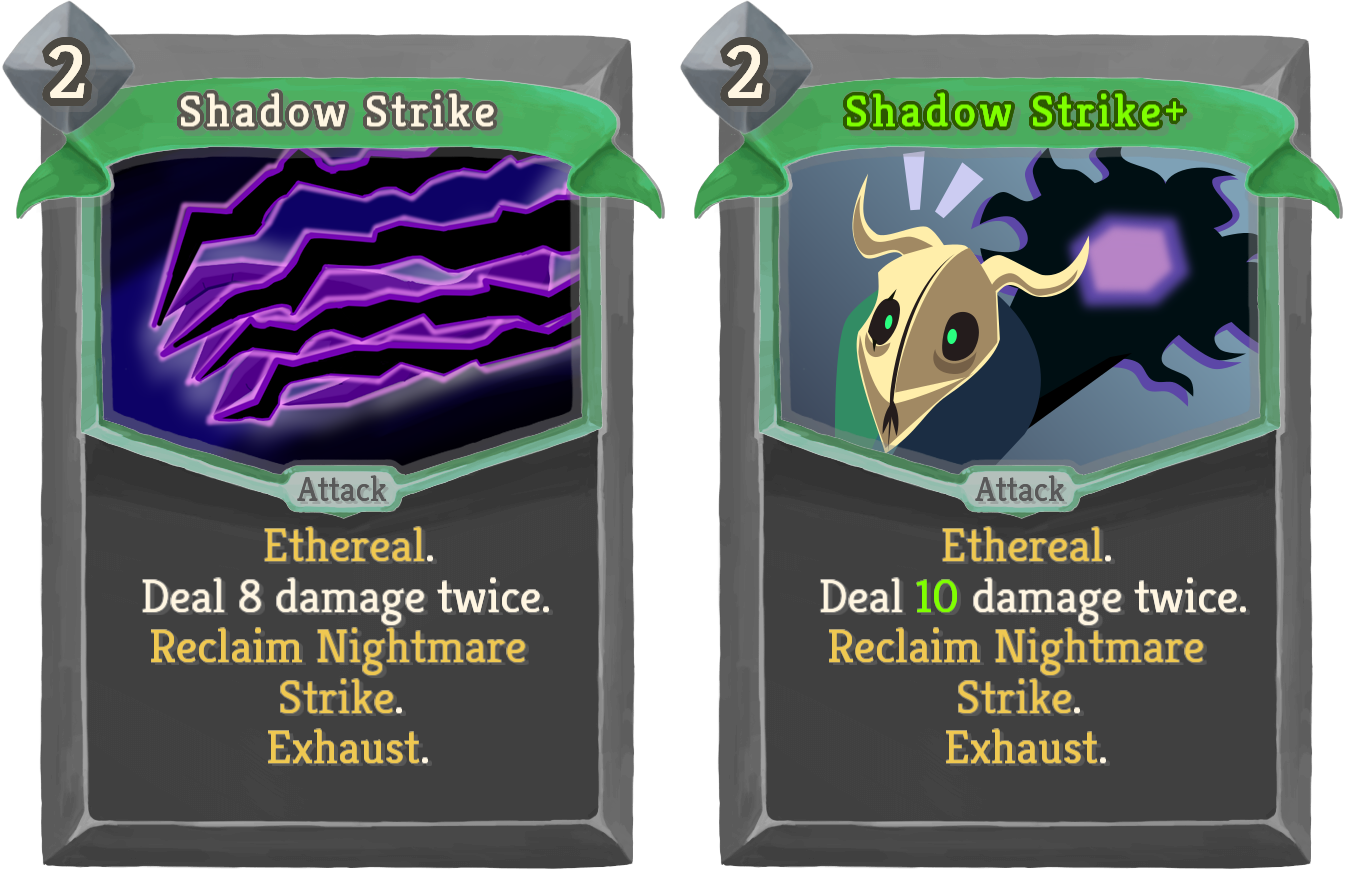 2
Shadow Strike
Attack
Ethereal.
Deal 8 damage twice.
Reclaim Nightmare
Strike.
Exhaust.
2
Shadow Strike+
Attack
Ethereal.
Deal 10 damage twice.
Reclaim Nightmare
Strike.
Exhaust.